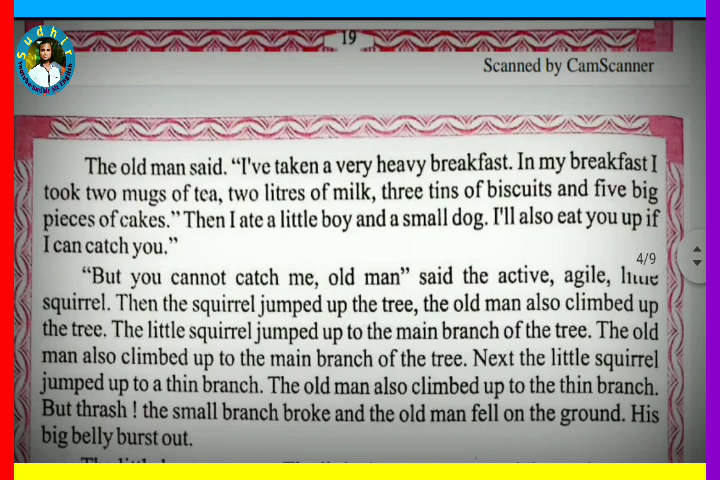 Sudhir
19
Scanned by CamScanner
The old man said. “I've taken a very heavy breakfast. In my breakfast I
took two mugs of tea, two litres of milk, three tins of biscuits and five big
pieces of cakes.” Then I ate a little boy and a small dog. I'll also eat you up if
I can catch you.”
4/9
“But you cannot catch me, old man” said the active, agile, little
squirrel. Then the squirrel jumped up the tree, the old man also climbed up
the tree. The little squirrel jumped up to the main branch of the tree. The old
man also climbed up to the main branch of the tree. Next the little squirrel
jumped up to a thin branch. The old man also climbed up to the thin branch.
But thrash ! the small branch broke and the old man fell on the ground. His
big belly burst out.